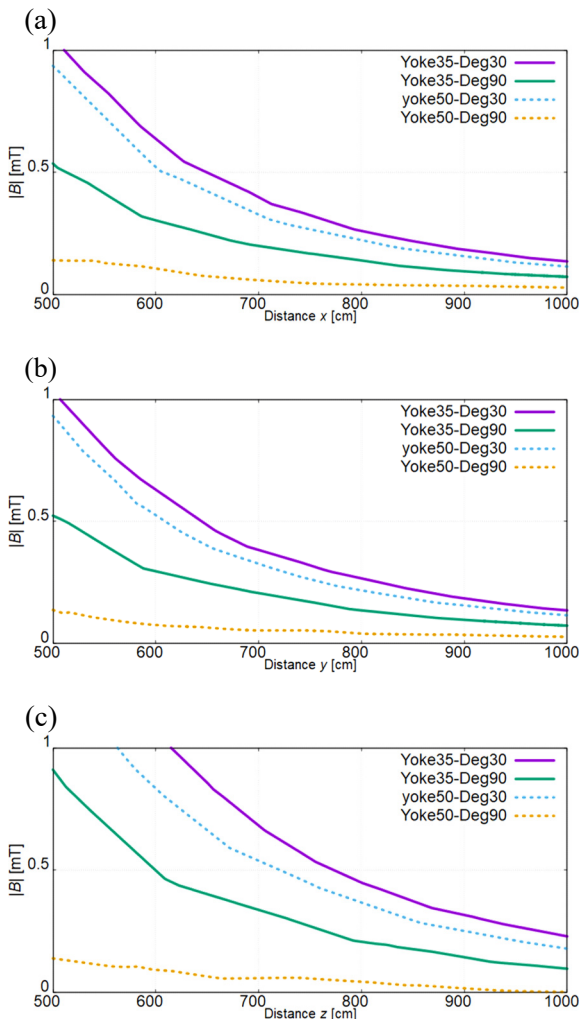 (a)
1
Yoke35-Deg30
Yoke35-Deg90
yoke50-Deg30
Yoke50-Deg90
|B| [mT]
0.5
0
500 600 700 800 900 1000
Distance x [cm]
(b)
1
Yoke35-Deg30
Yoke35-Deg90
yoke50-Deg30
Yoke50-Deg90
|B| [mT]
0.5
0
500 600 700 800 900 1000
Distance y [cm]
(c)
1
Yoke35-Deg30
Yoke35-Deg90
yoke50-Deg30
Yoke50-Deg90
|B| [mT]
0.5
0
500 600 700 800 900 1000
Distance z [cm]